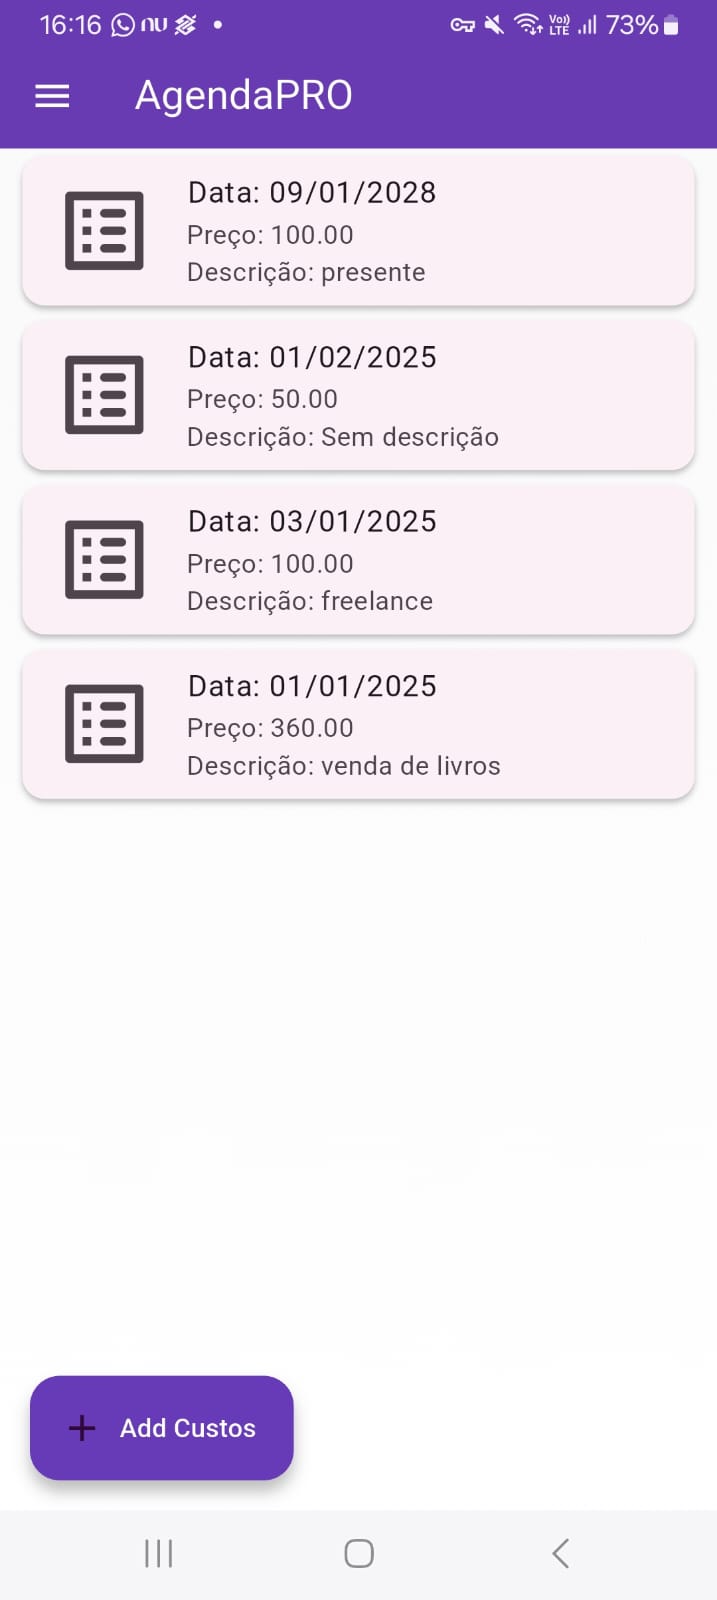 16:16 nu Vo)) LTE 73%
AgendaPRO
Data: 09/01/2028
Preço: 100.00
Descrição: presente
Data: 01/02/2025
Preço: 50.00
Descrição: Sem descrição
Data: 03/01/2025
Preço: 100.00
Descrição: freelance
Data: 01/01/2025
Preço: 360.00
Descrição: venda de livros
Add Custos